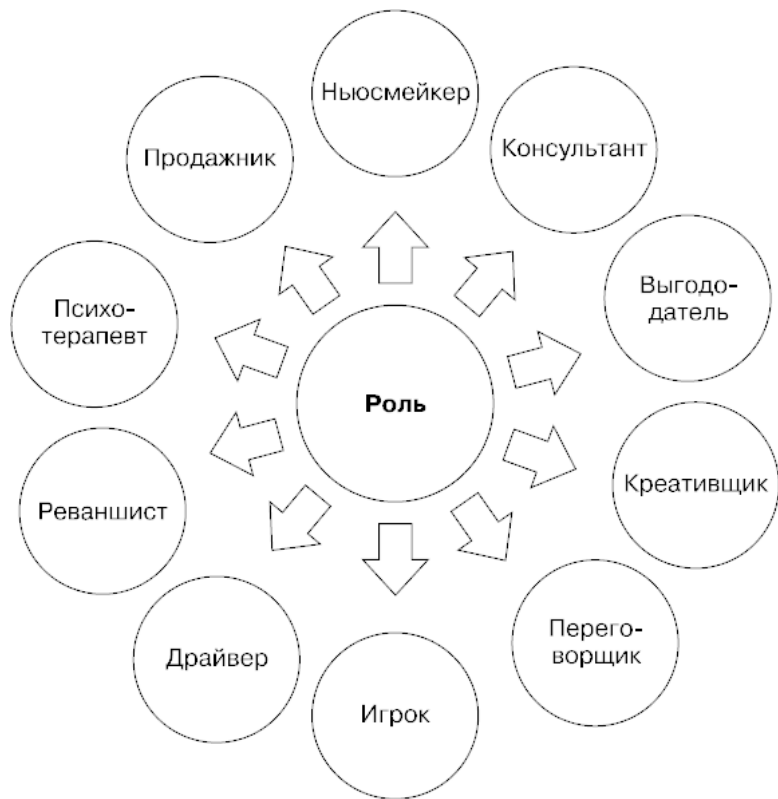 Ньюсмейкер
Консультант
Продажник
Выгодо-
датель
Психо-
терапевт
Роль
Креативщик
Реваншист
Перего-
ворщик
Драйвер
Игрок